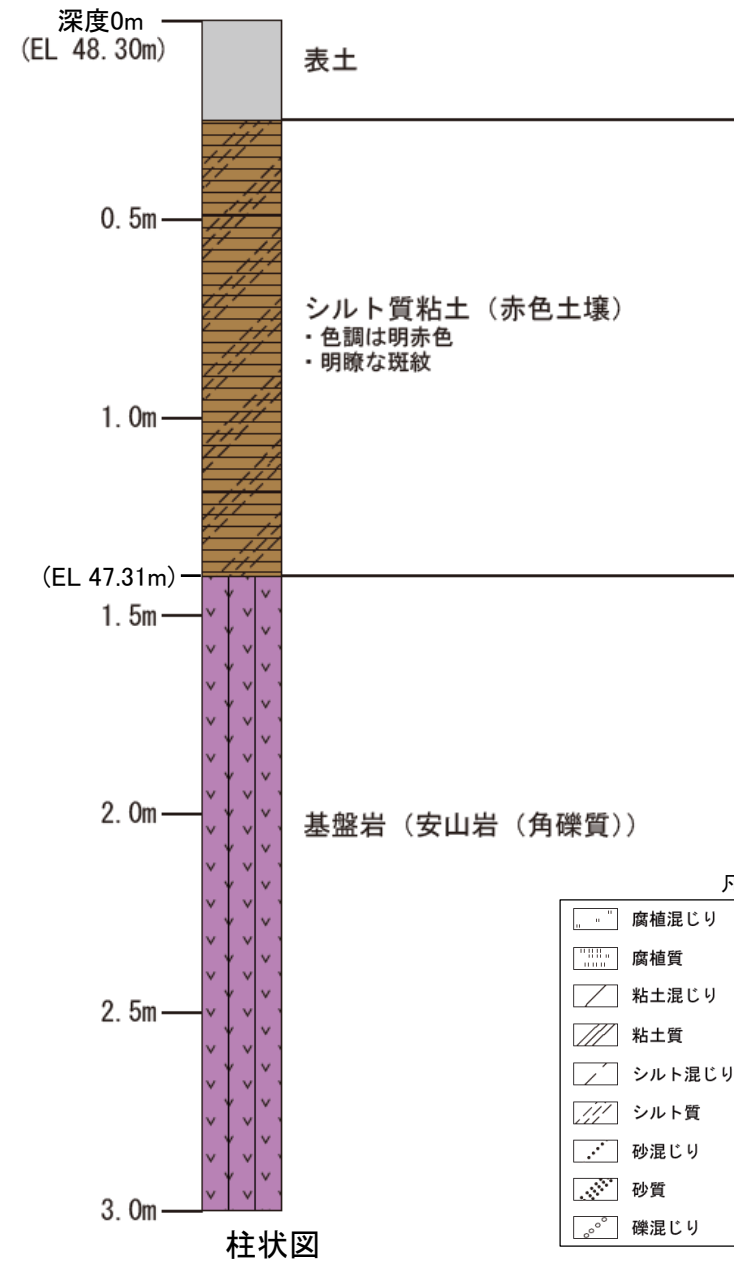 深度0m
(EL 48.30m)
表土
0.5m
シルト質粘土（赤色土壌）
・色調は明赤色
・明瞭な斑紋
1.0m
(EL 47.31m)
1.5m
2.0m
基盤岩（安山岩（角礫質））
2.5m
3.0m
柱状図
腐植混じり
腐植質
粘土混じり
粘土質
シルト混じり
シルト質
砂混じり
砂質
礫混じり